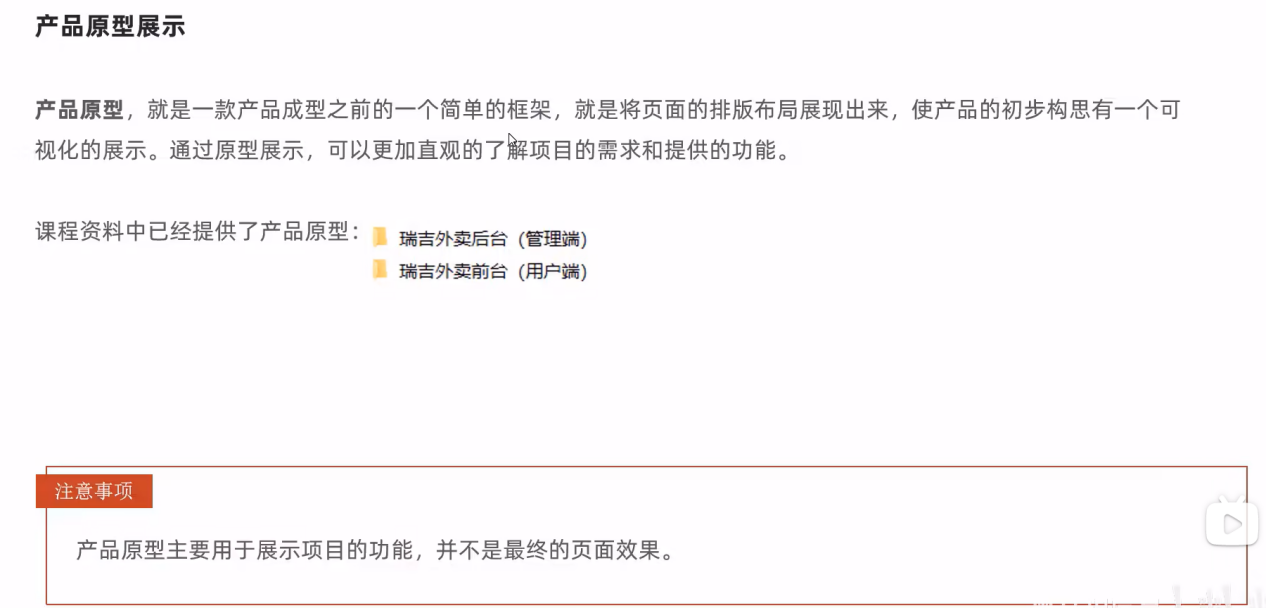 产品原型展示
产品原型，就是一款产品成型之前的一个简单的框架，就是将页面的排版布局展现出来，使产品的初步构思有一个可
视化的展示。通过原型展示，可以更加直观的了解项目的需求和提供的功能。
课程资料中已经提供了产品原型：
瑞吉外卖后台（管理端）
瑞吉外卖前台（用户端）
注意事项
产品原型主要用于展示项目的功能，并不是最终的页面效果。